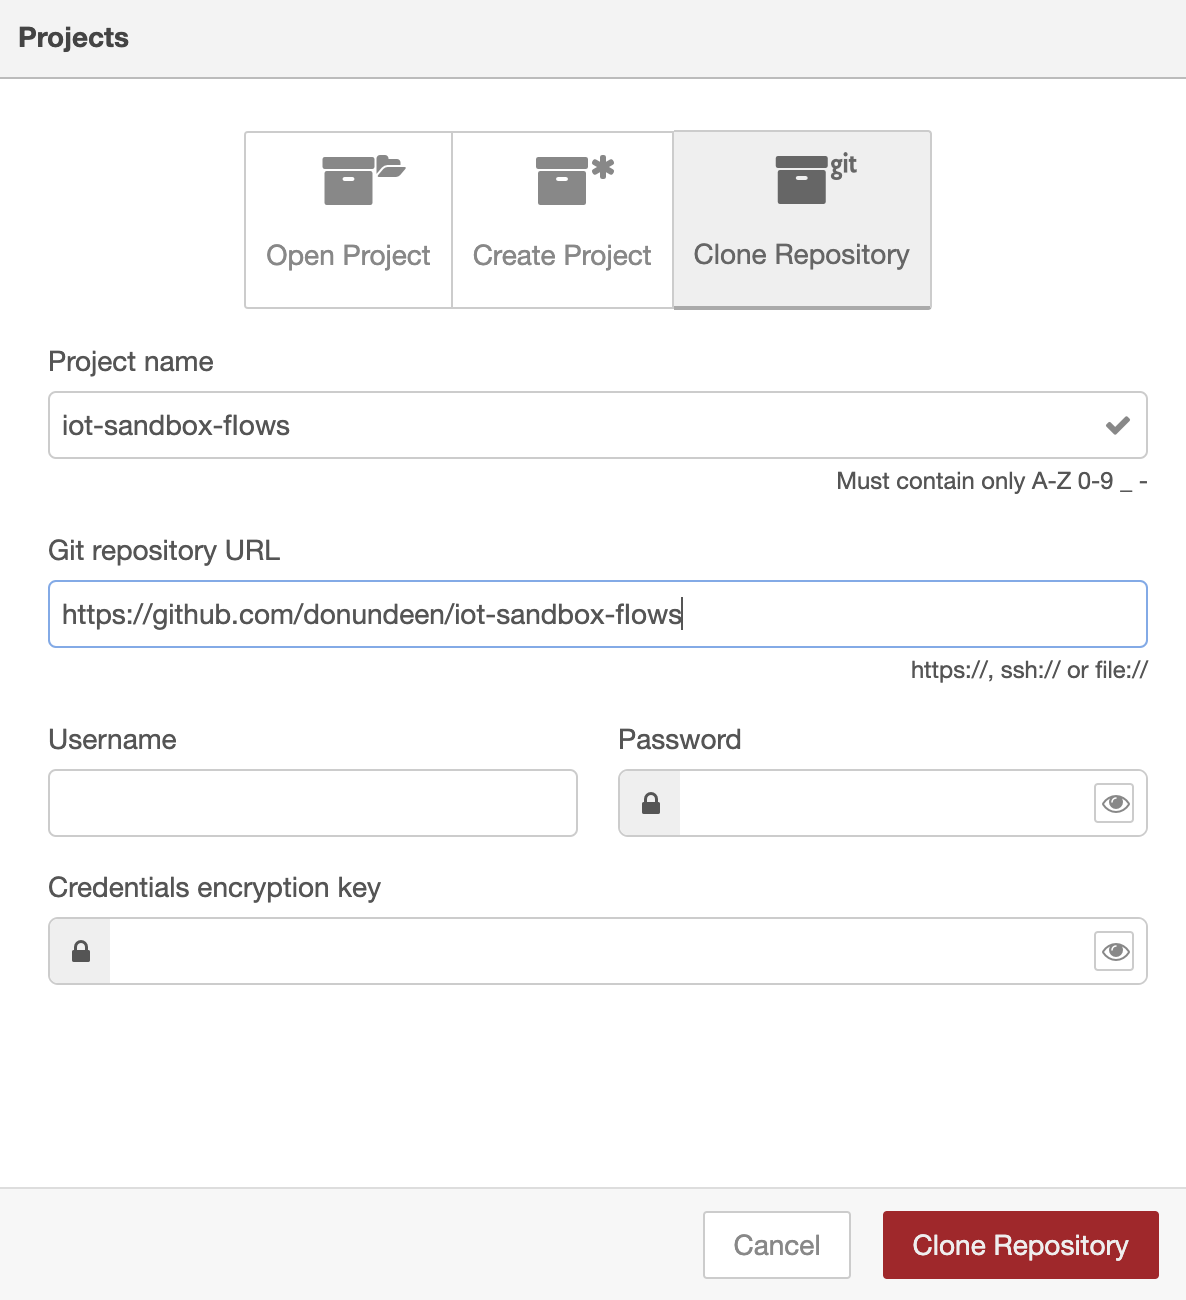 Projects
git
Open Project
Create Project
Clone Repository
Project name
iot-sandbox-flows
Must contain only A-Z 0-9 _ -
Git repository URL
https://github.com/donundeen/iot-sandbox-flows
https://, ssh:// or file://
Username
Password
Credentials encryption key
Cancel
Clone Repository